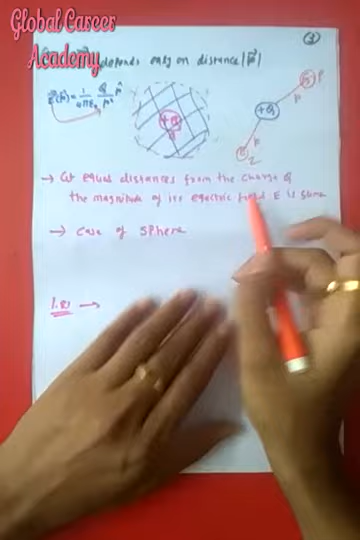 Global Career
Academy
③
depends only on distance |r⃗|
E⃗(r⃗) = 1/4πε₀ Q/r² r̂
+Q
+Q
r
r
P
2
→ at equal distances from the charge Q
the magnitude of its electric field E is same
→ Case of Sphere
→